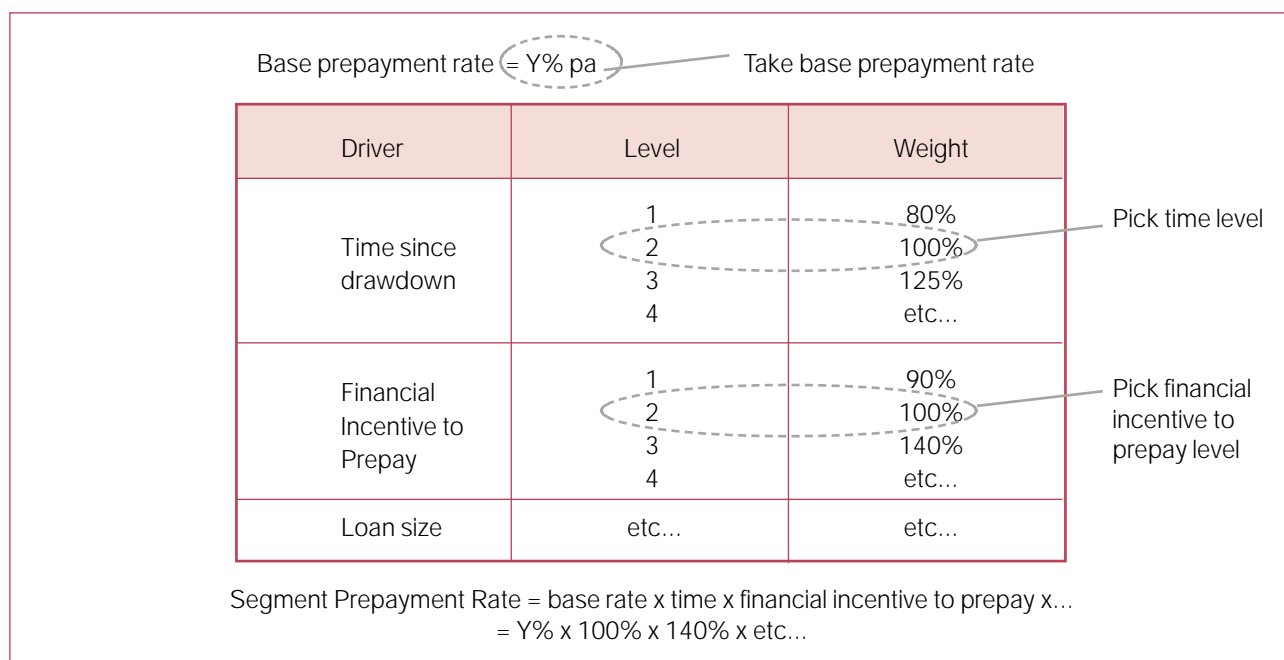 Base prepayment rate = Y% pa Take base prepayment rate
Driver Level Weight
1 80%
Pick time level
Time since 2 100%
drawdown 3 125%
4 etc...
1 90%
Financial Pick financial
Incentive to 2 100% incentive to
Prepay 3 140% prepay level
4 etc...
Loan size etc... etc...
Segment Prepayment Rate = base rate x time x financial incentive to prepay x...
= Y% x 100% x 140% x etc...